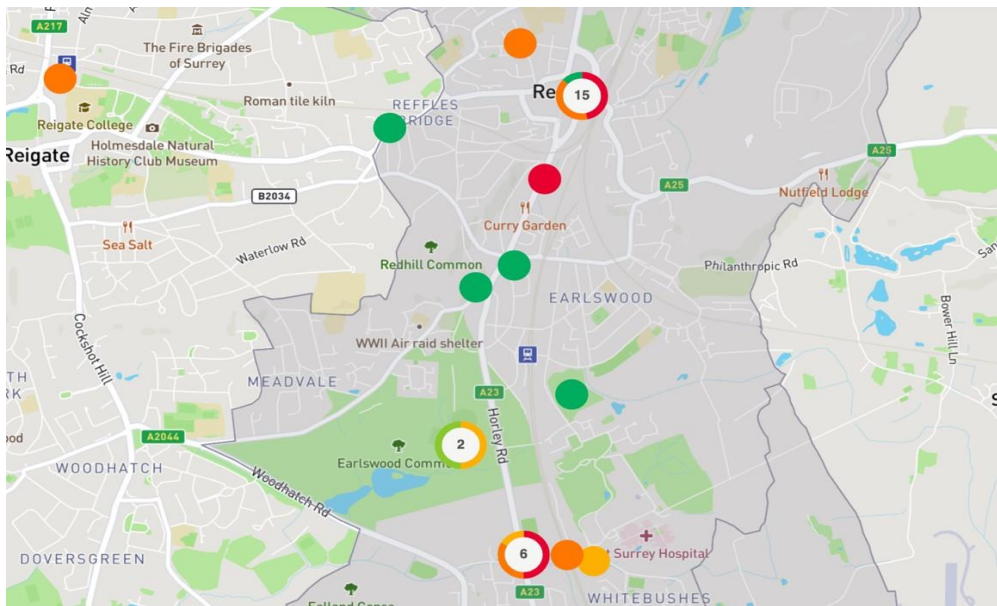 A217
Rd
The Fire Brigades
of Surrey
Roman tile kiln
REFFLES
BRIDGE
Re
15
Reigate College
Holmesdale Natural
History Club Museum
Reigate
B2034
A25
A25
Nutfield Lodge
Curry Garden
Sea Salt
Waterlow Rd
Redhill Common
Philanthropic Rd
EARLSWOOD
WWII Air raid shelter
Bower Hill Ln
Cockshot Hill
MEADVALE
A23
Horley Rd
A2044
2
Earlswood Comm
WOODHATCH
Woodhatch Rd
6
t Surrey Hospital
DOVERSGREEN
A23
WHITEBUSHES